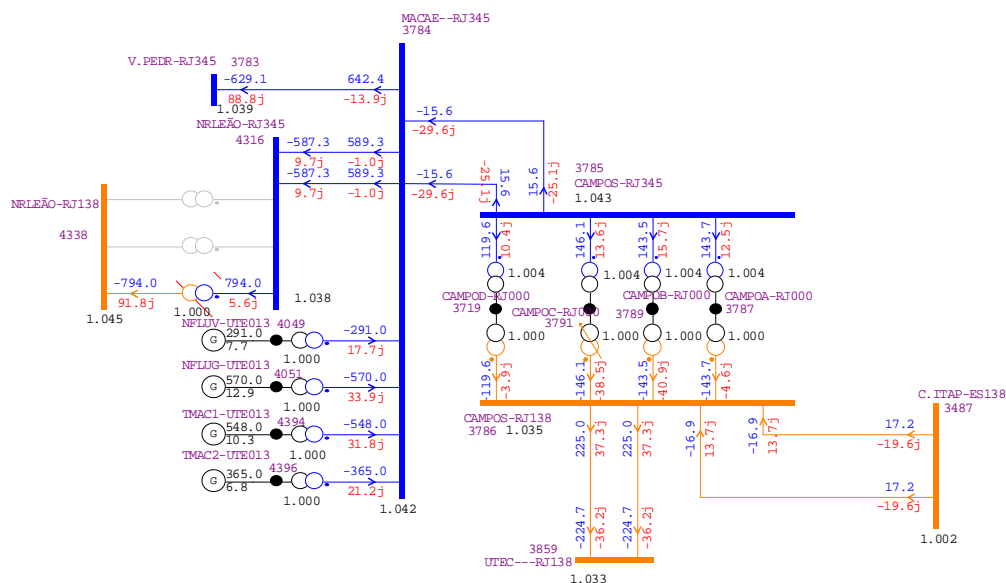 MACAE--RJ345
3784
V.PEDR-RJ345 3783
-629.1 642.4
88.8j -13.9j
1.039
-15.6
-29.6j
NRLEÃO-RJ345
4316
-587.3 589.3
9.7j -1.0j
-587.3 589.3
9.7j -1.0j
-15.6
-29.6j
-25.1j
15.6
15.6
-25.1j
3785
CAMPOS-RJ345
1.043
NRLEÃO-RJ138
4338
119.6
10.4j
146.1
13.6j
143.5
15.7j
143.7
12.5j
1.004
1.004
1.004
1.004
-794.0 794.0
91.8j 5.6j
1.000
1.045
1.038
CAMPOD-RJ000
3719
CAMPOC-RJ000
3791
CAMPOB-RJ000
3789
CAMPOA-RJ000
3787
1.000
1.000
1.000
1.000
NFLUV-UTE013 4049
G 291.0
7.7
1.000
-291.0
17.7j
NFLUG-UTE013
4051
G 570.0
12.9
1.000
-570.0
33.9j
TMAC1-UTE013
4394
G 548.0
10.3
1.000
-548.0
31.8j
TMAC2-UTE013
4396
G 365.0
6.8
1.000
-365.0
21.2j
1.042
-119.6
-3.9j
-146.1
-38.5j
-143.5
-40.9j
-143.7
-4.6j
CAMPOS-RJ138
3786 1.035
C.ITAP-ES138
3487
225.0
37.3j
225.0
37.3j
-16.9
13.7j
-16.9
13.7j
17.2
-19.6j
17.2
-19.6j
1.002
-224.7
-36.2j
-224.7
-36.2j
3859
UTEC---RJ138
1.033